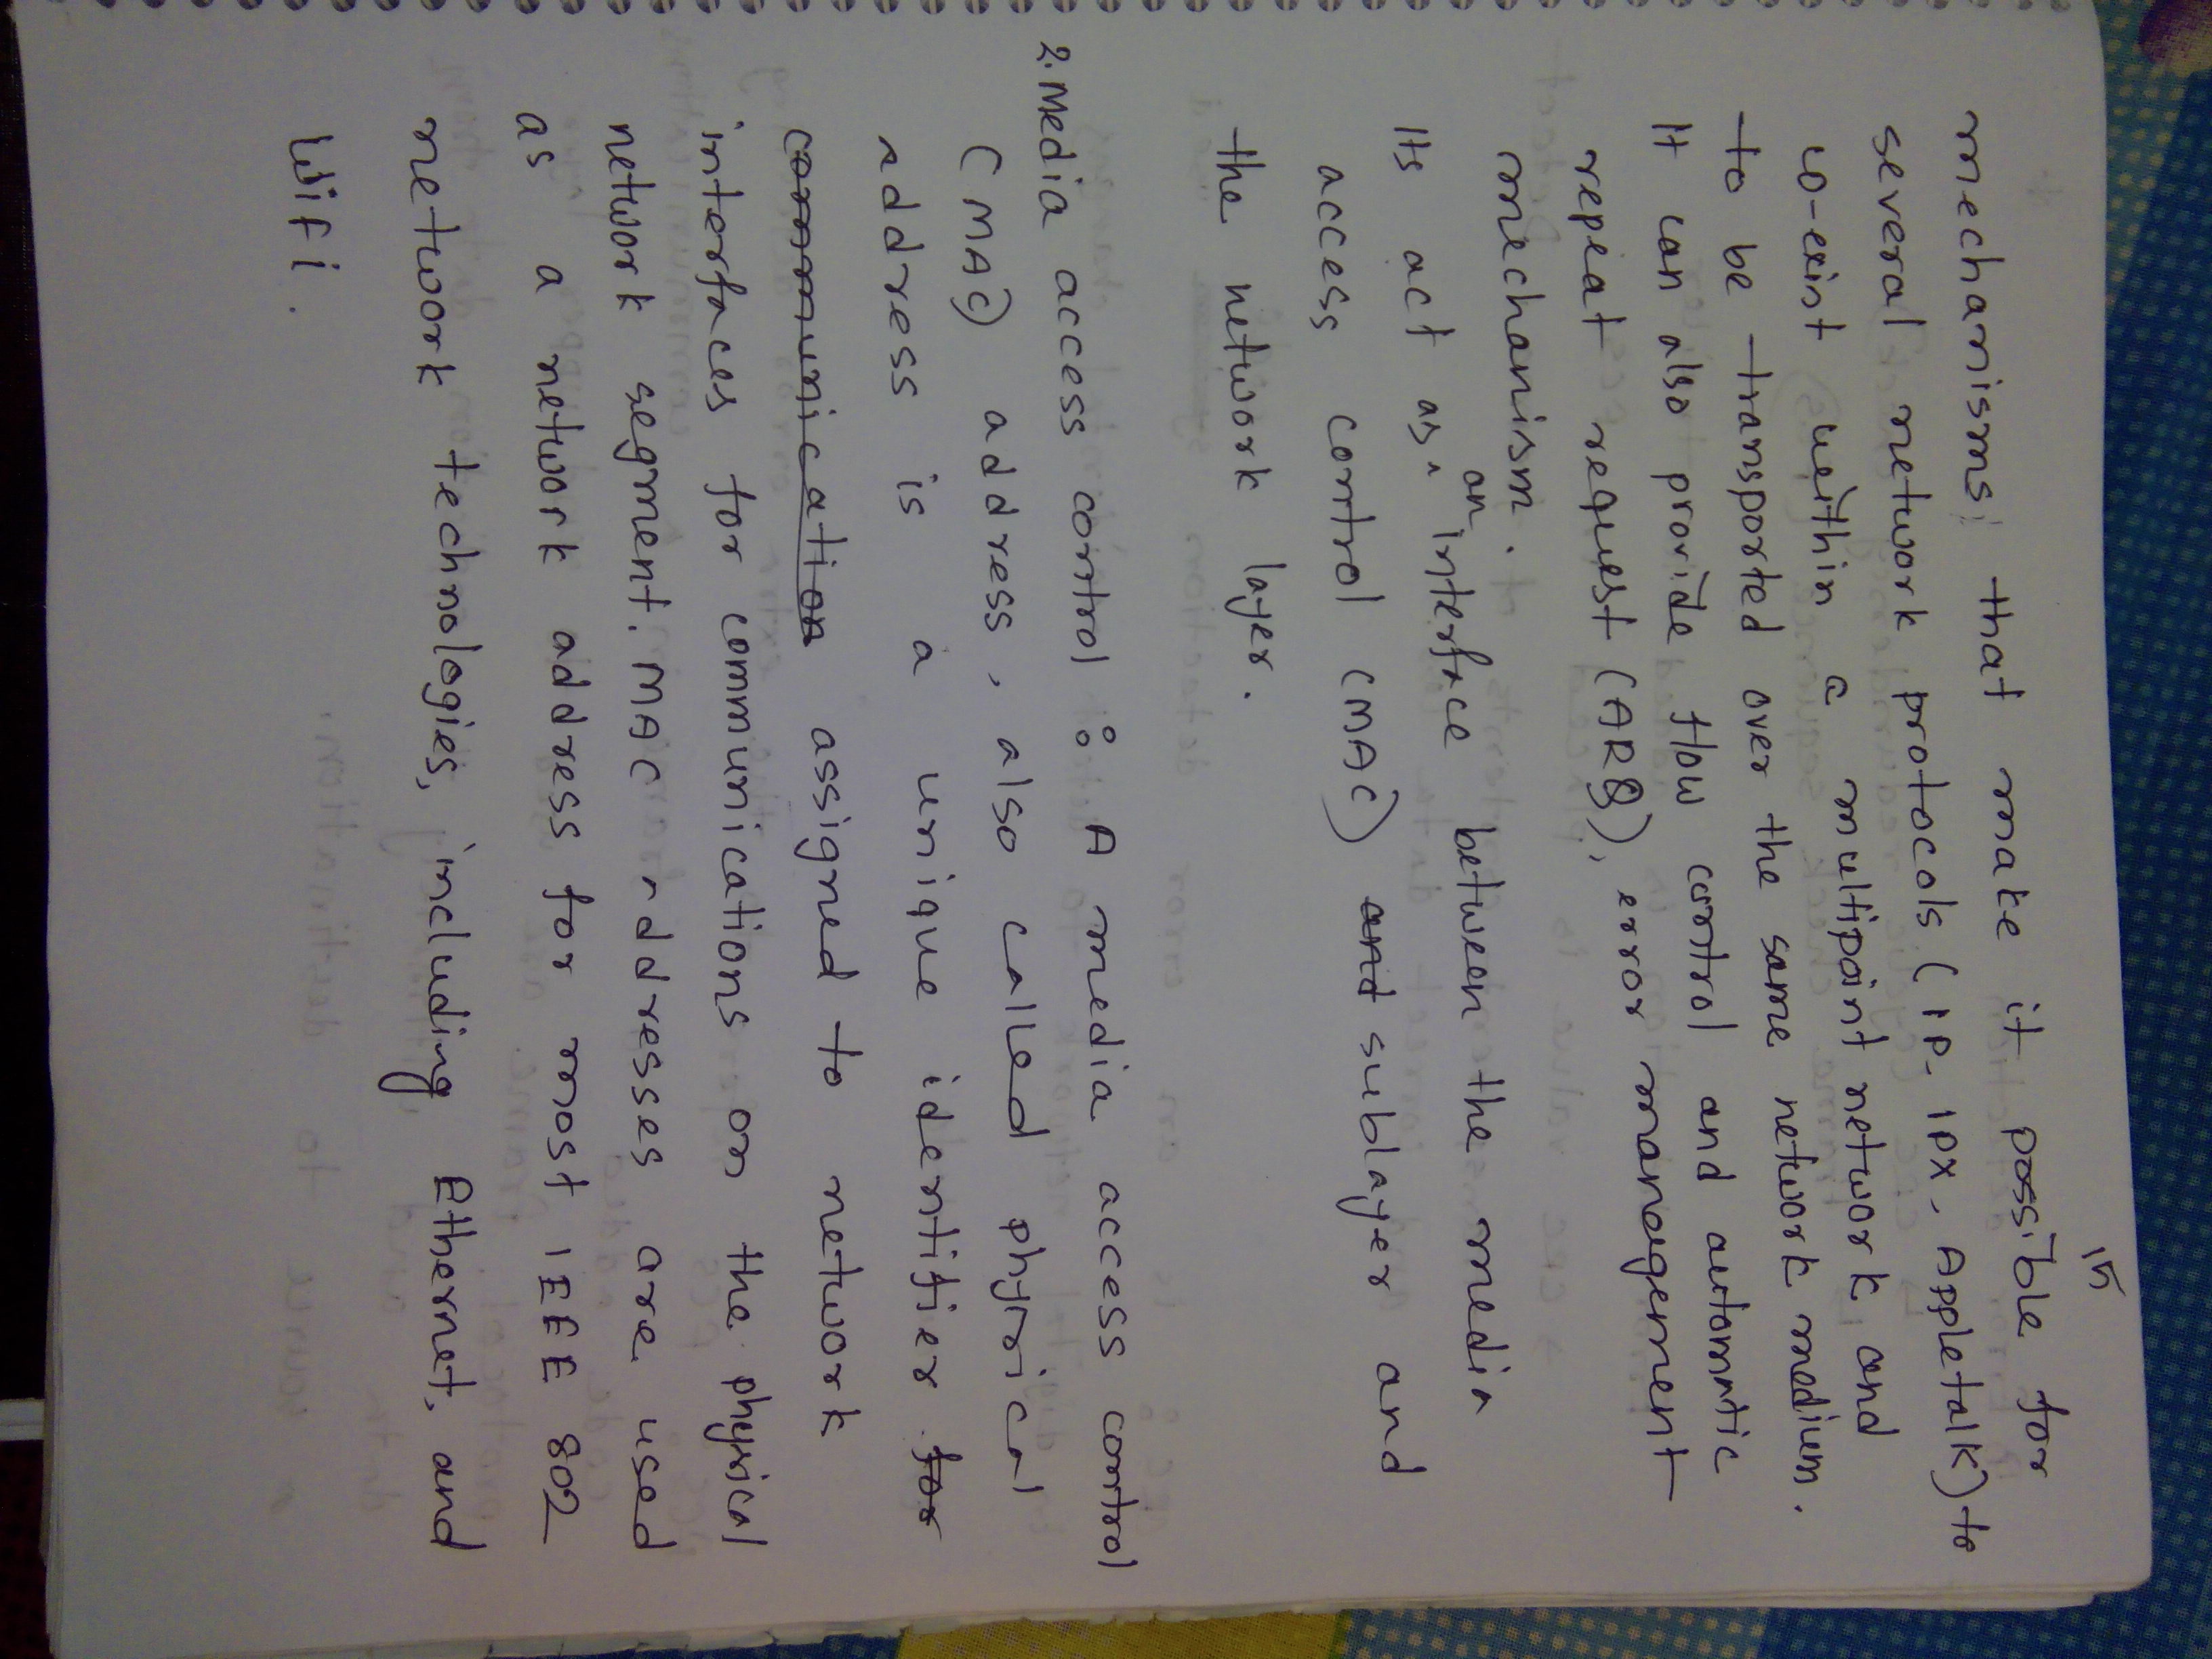 15
mechanisms that make it possible for
several network protocols (IP, IPX, Appletalk) to
co-exist within a multipoint network and
to be transported over the same network medium.
It can also provide flow control and automatic
repeat request (ARQ), error management
mechanism.
Its act as an interface between the media
access control (MAC) and sublayer and
the network layer.
2. Media access control : A media access control
(MAC) address, also called physical
address is a unique identifier for
communication assigned to network
interfaces for communications on the physical
network segment. MAC addresses are used
as a network address for most IEEE 802
network technologies, including Ethernet, and
WiFi.